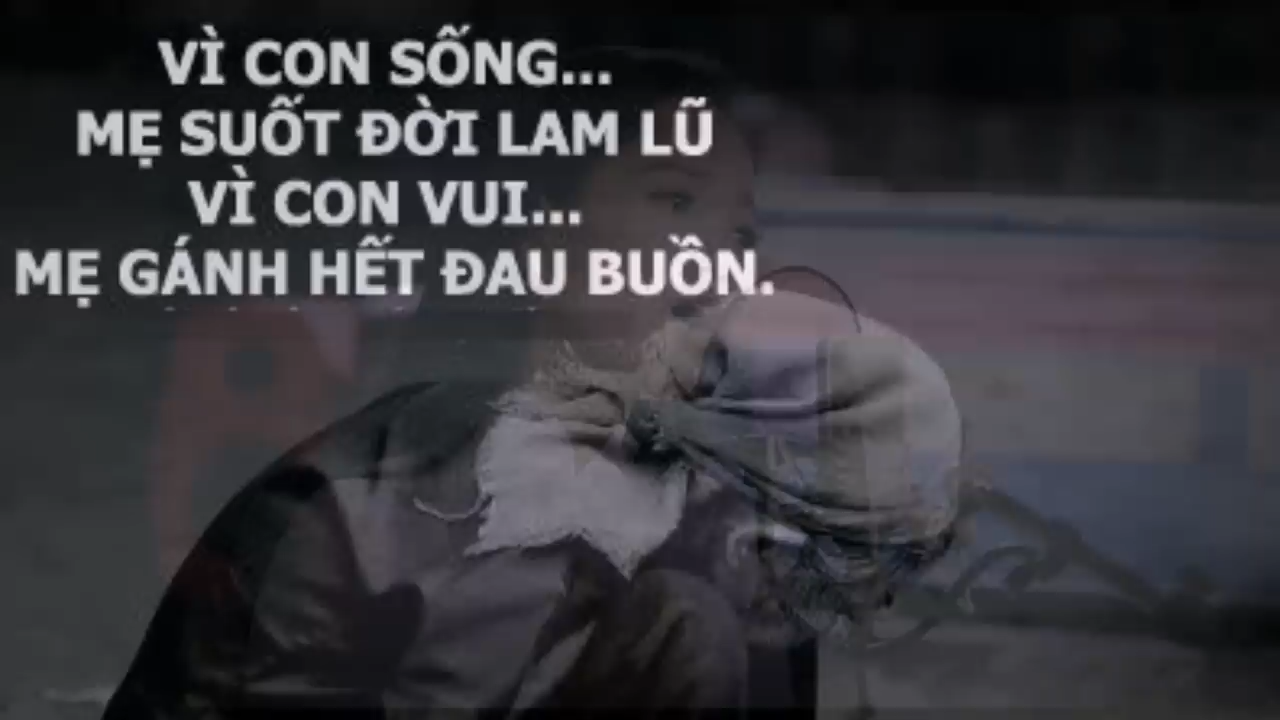 VÌ CON SỐNG...
MẸ SUỐT ĐỜI LAM LŨ
VÌ CON VUI...
MẸ GÁNH HẾT ĐAU BUỒN.